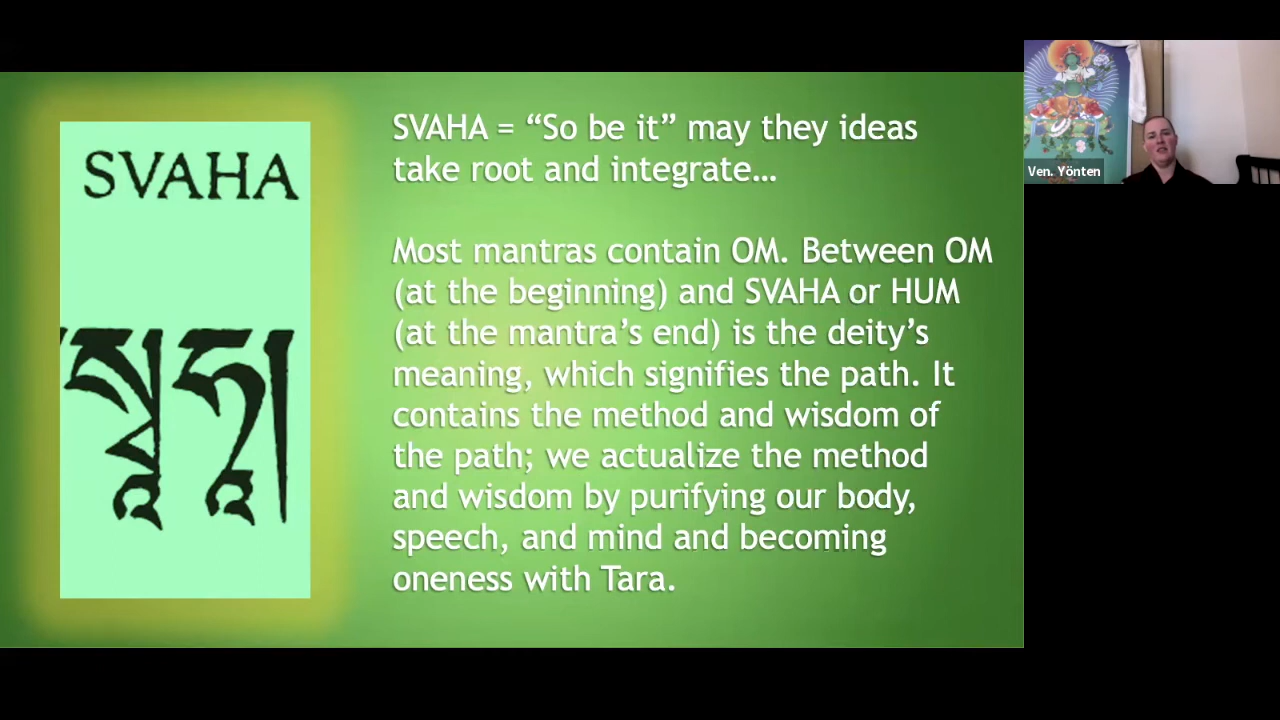 SVAHA
སྭཱཧཱ
SVAHA = “So be it” may they ideas
take root and integrate…
Most mantras contain OM. Between OM
(at the beginning) and SVAHA or HUM
(at the mantra’s end) is the deity’s
meaning, which signifies the path. It
contains the method and wisdom of
the path; we actualize the method
and wisdom by purifying our body,
speech, and mind and becoming
oneness with Tara.
Ven. Yönten